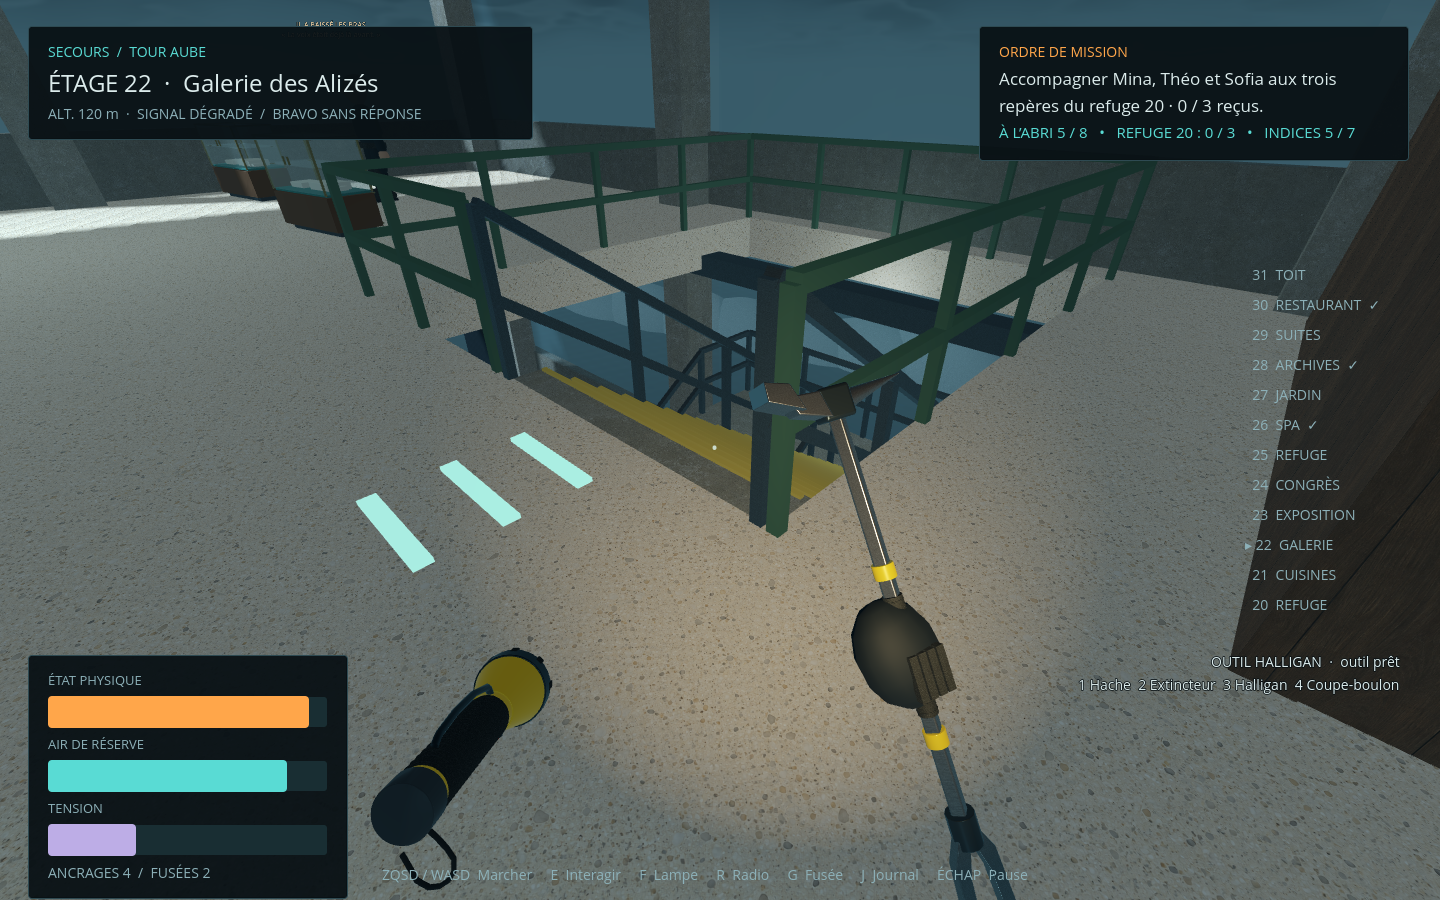 SECOURS / TOUR AUBE
ÉTAGE 22 · Galerie des Alizés
ALT. 120 m · SIGNAL DÉGRADÉ / BRAVO SANS RÉPONSE
ORDRE DE MISSION
Accompagner Mina, Théo et Sofia aux trois
repères du refuge 20 · 0 / 3 reçus.
À L'ABRI 5 / 8 • REFUGE 20 : 0 / 3 • INDICES 5 / 7
31 TOIT
30 RESTAURANT ✓
29 SUITES
28 ARCHIVES ✓
27 JARDIN
26 SPA ✓
25 REFUGE
24 CONGRÈS
23 EXPOSITION
▸ 22 GALERIE
21 CUISINES
20 REFUGE
OUTIL HALLIGAN · outil prêt
1 Hache 2 Extincteur 3 Halligan 4 Coupe-boulon
ÉTAT PHYSIQUE
AIR DE RÉSERVE
TENSION
ANCRAGES 4 / FUSÉES 2
ZQSD / WASD Marcher E Interagir F Lampe R Radio G Fusée J Journal ÉCHAP Pause